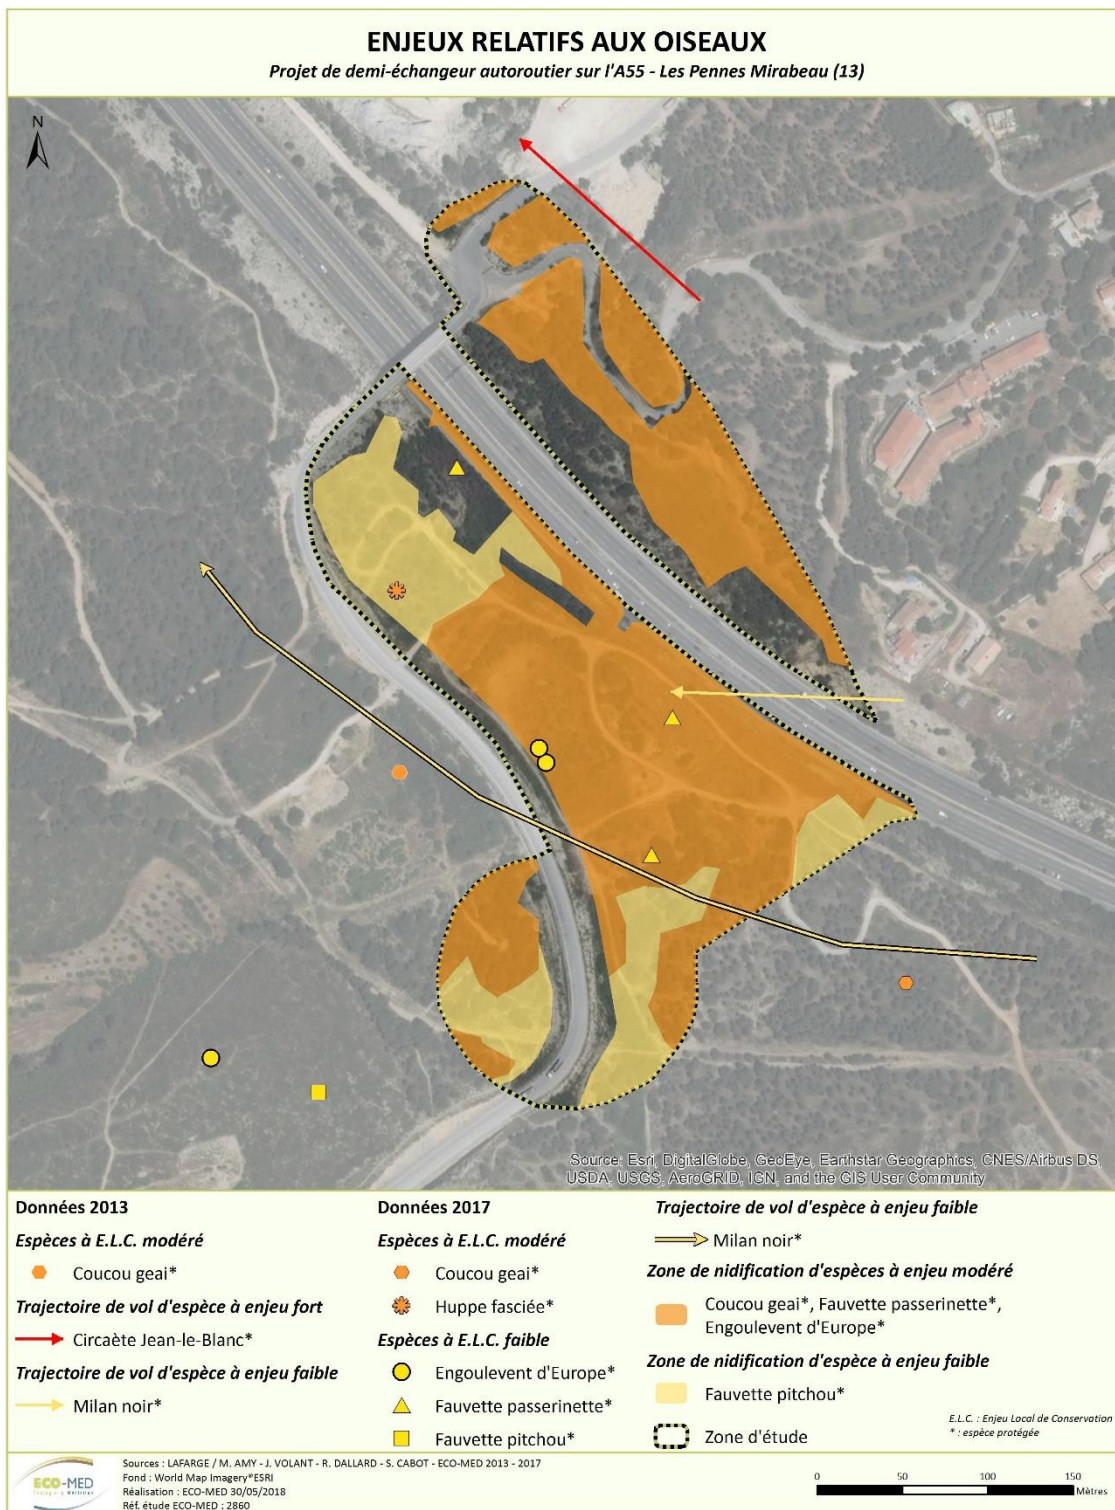 ENJEUX RELATIFS AUX OISEAUX
Projet de demi-échangeur autoroutier sur l'A55 - Les Pennes Mirabeau (13)
N
Source: Esri, DigitalGlobe, GeoEye, Earthstar Geographics, CNES/Airbus DS,
USDA, USGS, AeroGRID, IGN, and the GIS User Community
Données 2013
Espèces à E.L.C. modéré
Coucou geai*
Trajectoire de vol d'espèce à enjeu fort
Circaète Jean-le-Blanc*
Trajectoire de vol d'espèce à enjeu faible
Milan noir*
Données 2017
Espèces à E.L.C. modéré
Coucou geai*
Huppe fasciée*
Espèces à E.L.C. faible
Engoulevent d'Europe*
Fauvette passerinette*
Fauvette pitchou*
Trajectoire de vol d'espèce à enjeu faible
Milan noir*
Zone de nidification d'espèces à enjeu modéré
Coucou geai*, Fauvette passerinette*,
Engoulevent d'Europe*
Zone de nidification d'espèce à enjeu faible
Fauvette pitchou*
Zone d'étude
E.L.C. : Enjeu Local de Conservation
* : espèce protégée
ECO-MED
Sources : LAFARGE / M. AMY - J. VOLANT - R. DALLARD - S. CABOT - ECO-MED 2013 - 2017
Fond : World Map Imagery*ESRI
Réalisation : ECO-MED 30/05/2018
Réf. étude ECO-MED : 2860
0 50 100 150
Mètres